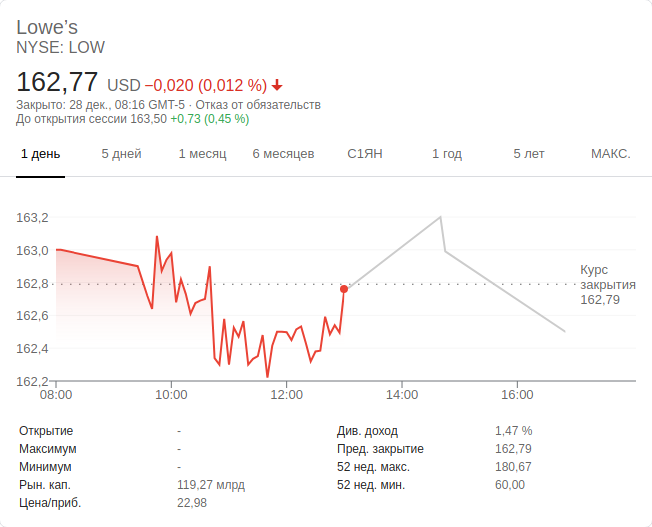 Lowe's
NYSE: LOW
162,77 USD −0,020 (0,012 %)
Закрыто: 28 дек., 08:16 GMT-5 · Отказ от обязательств
До открытия сессии 163,50 +0,73 (0,45 %)
1 день 5 дней 1 месяц 6 месяцев С1ЯН 1 год 5 лет МАКС.
163,2
163,0
162,8
162,6
162,4
162,2
Курс
закрытия
162,79
08:00 10:00 12:00 14:00 16:00
Открытие - Див. доход 1,47 %
Максимум - Пред. закрытие 162,79
Минимум - 52 нед. макс. 180,67
Рын. кап. 119,27 млрд 52 нед. мин. 60,00
Цена/приб. 22,98